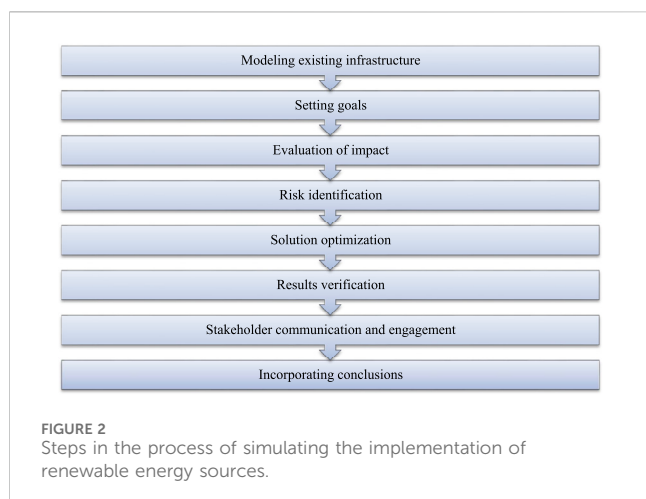 Modeling existing infrastructure
Setting goals
Evaluation of impact
Risk identification
Solution optimization
Results verification
Stakeholder communication and engagement
Incorporating conclusions
FIGURE 2
Steps in the process of simulating the implementation of
renewable energy sources.